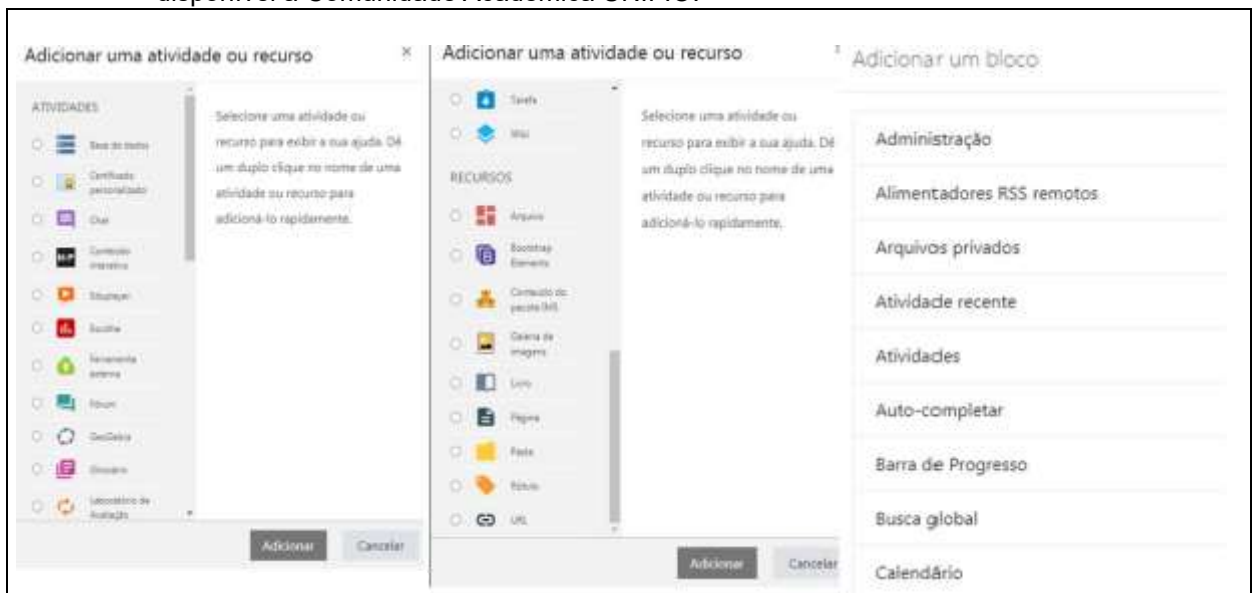 disponível à Comunidade Acadêmica
Adicionar uma atividade ou recurso ×
ATIVIDADES
Base de dados
Certificado
personalizado
Chat
Conteúdo
interativo
Escolha
Ferramenta
externa
Fórum
GeoGebra
Glossário
Laboratório de
Avaliação
Selecione uma atividade ou
recurso para exibir a sua ajuda. Dê
um duplo clique no nome de uma
atividade ou recurso para
adicioná-lo rapidamente.
Adicionar Cancelar
Adicionar uma atividade ou recurso
Tarefa
Wiki
RECURSOS
Arquivo
Bootstrap
Elements
Conteúdo do
pacote IMS
Galeria de
imagens
Livro
Página
Pasta
Rótulo
URL
Selecione uma atividade ou
recurso para exibir a sua ajuda. Dê
um duplo clique no nome de uma
atividade ou recurso para
adicioná-lo rapidamente.
Adicionar Cancelar
Adicionar um bloco
Administração
Alimentadores RSS remotos
Arquivos privados
Atividade recente
Atividades
Auto-completar
Barra de Progresso
Busca global
Calendário